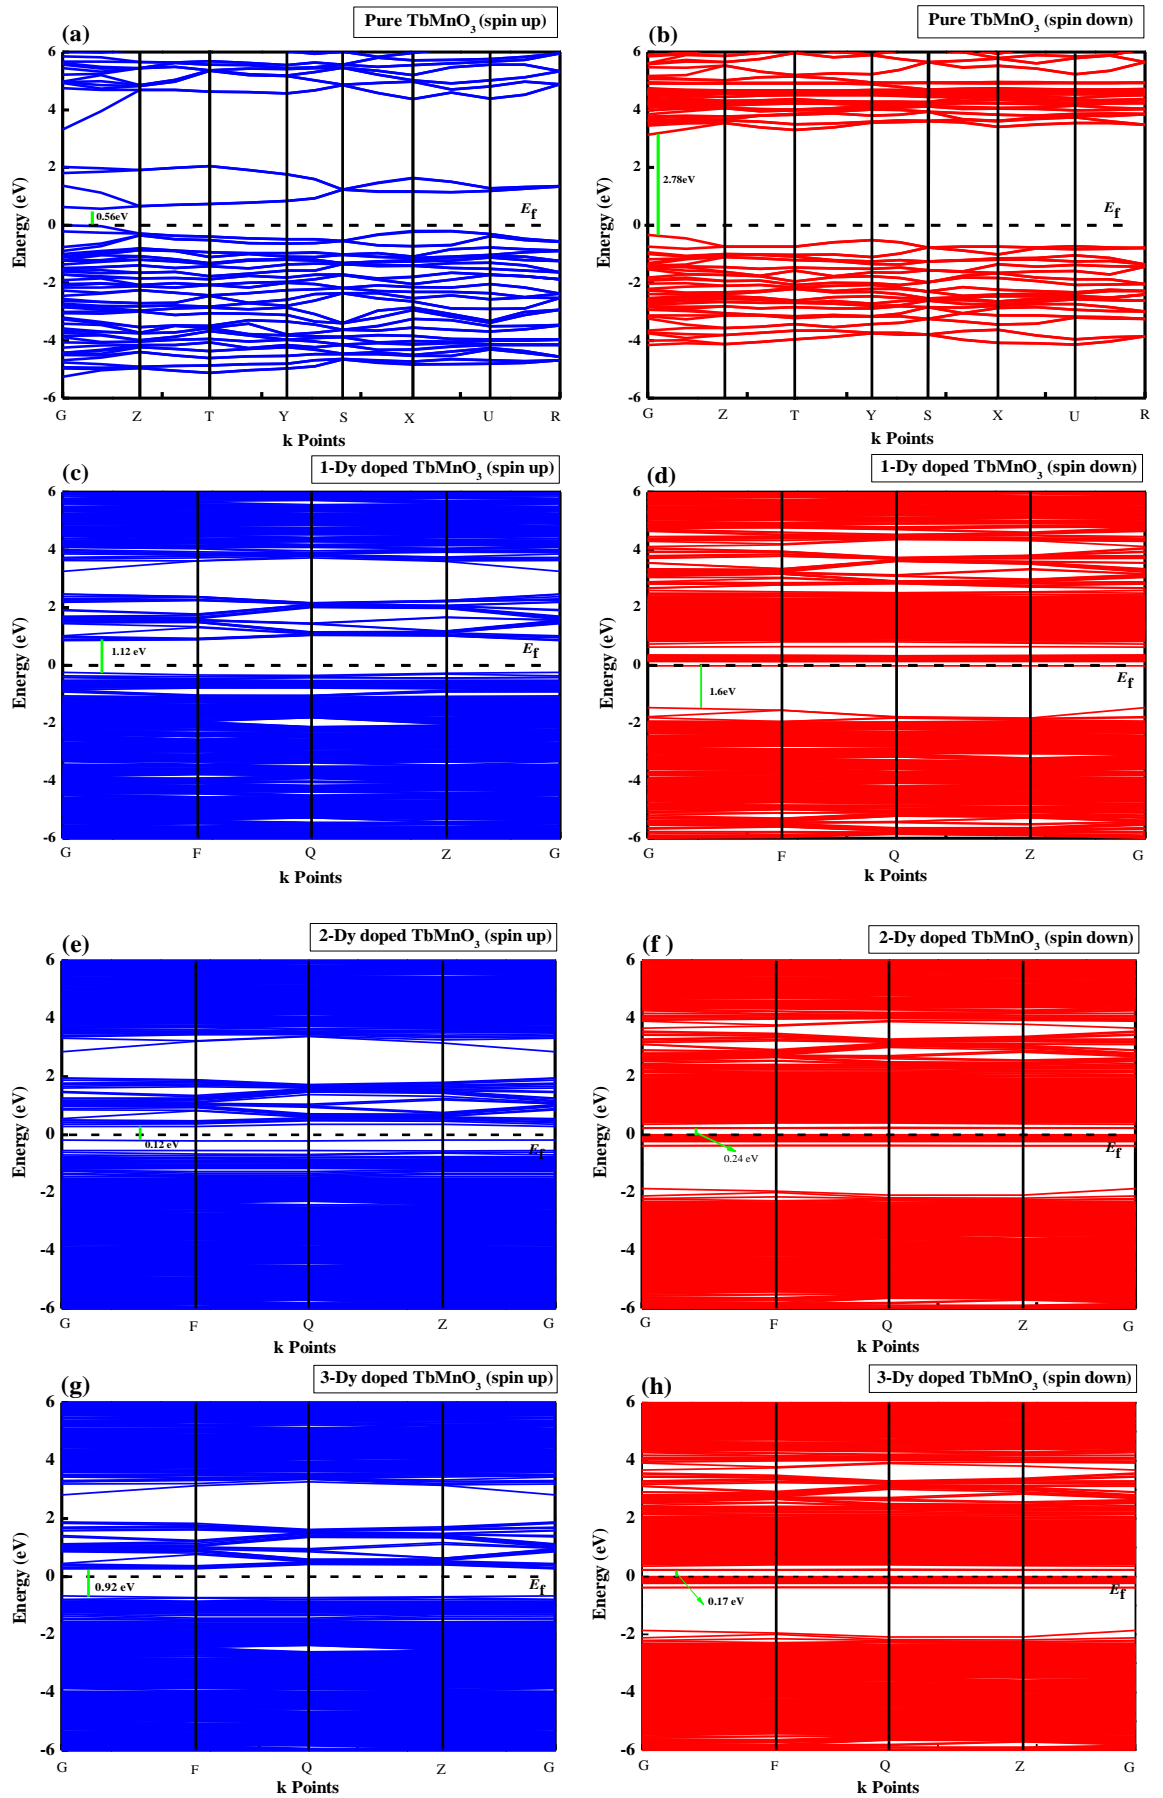 (a)
Pure TbMnO3 (spin up)
6
4
2
0
-2
-4
-6
Energy (eV)
0.56eV
Ef
G Z T Y S X U R
k Points
(b)
Pure TbMnO3 (spin down)
6
4
2
0
-2
-4
-6
Energy (eV)
2.78eV
Ef
G Z T Y S X U R
k Points
(c)
1-Dy doped TbMnO3 (spin up)
6
4
2
0
-2
-4
-6
Energy (eV)
1.12 eV
Ef
G F Q Z G
k Points
(d)
1-Dy doped TbMnO3 (spin down)
6
4
2
0
-2
-4
-6
Energy (eV)
1.6eV
Ef
G F Q Z G
k Points
(e)
2-Dy doped TbMnO3 (spin up)
6
4
2
0
-2
-4
-6
Energy (eV)
0.12 eV
Ef
G F Q Z G
k Points
(f )
2-Dy doped TbMnO3 (spin down)
6
4
2
0
-2
-4
-6
Energy (eV)
0.24 eV
Ef
G F Q Z G
k Points
(g)
3-Dy doped TbMnO3 (spin up)
6
4
2
0
-2
-4
-6
Energy (eV)
0.92 eV
Ef
G F Q Z G
k Points
(h)
3-Dy doped TbMnO3 (spin down)
6
4
2
0
-2
-4
-6
Energy (eV)
0.17 eV
Ef
G F Q Z G
k Points